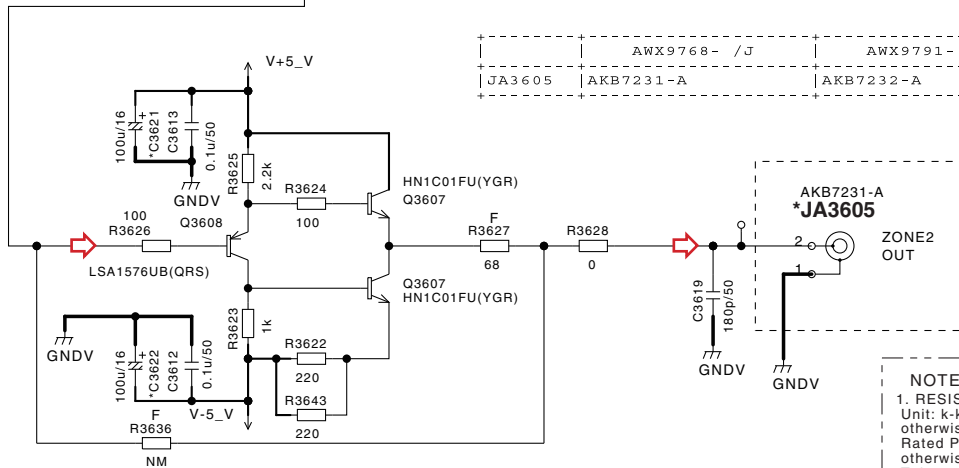 AWX9768- /J AWX9791-
JA3605 AKB7231-A AKB7232-A
V+5_V
100u/16
+
*C3621
C3613
0.1u/50
GNDV
R3625
2.2k
R3624
100
HN1C01FU(YGR)
Q3607
100
R3626
Q3608
LSA1576UB(QRS)
F
R3627
68
R3628
0
AKB7231-A
*JA3605
2
1
ZONE2
OUT
Q3607
HN1C01FU(YGR)
C3619
180p/50
GNDV
GNDV
GNDV
100u/16
+
*C3622
C3612
0.1u/50
R3623
1k
R3622
220
R3643
220
V-5_V
F
R3636
NM
NOTE
1. RESIS
Unit: k-k
otherwis
Rated P
otherwis